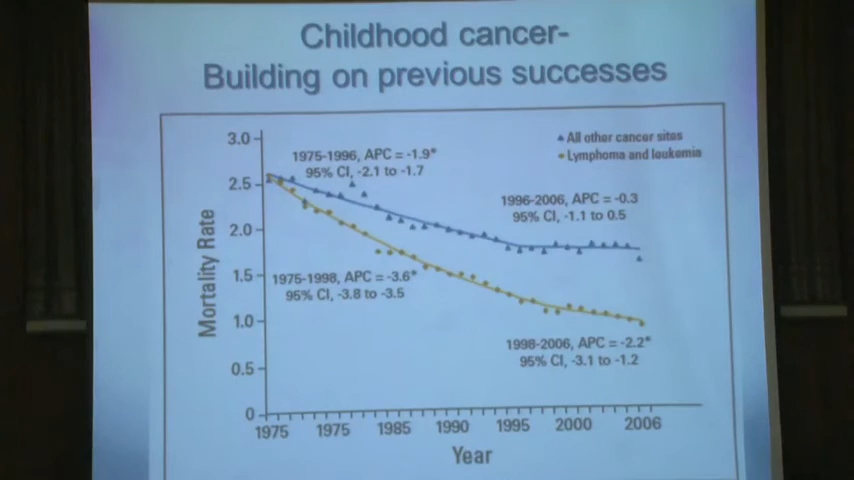 Childhood cancer-
Building on previous successes
3.0
2.5
2.0
1.5
1.0
0.5
0
Mortality Rate
1975-1996, APC = -1.9*
95% CI, -2.1 to -1.7
All other cancer sites
Lymphoma and leukemia
1996-2006, APC = -0.3
95% CI, -1.1 to 0.5
1975-1998, APC = -3.6*
95% CI, -3.8 to -3.5
1998-2006, APC = -2.2*
95% CI, -3.1 to -1.2
1975 1975 1985 1990 1995 2000 2006
Year